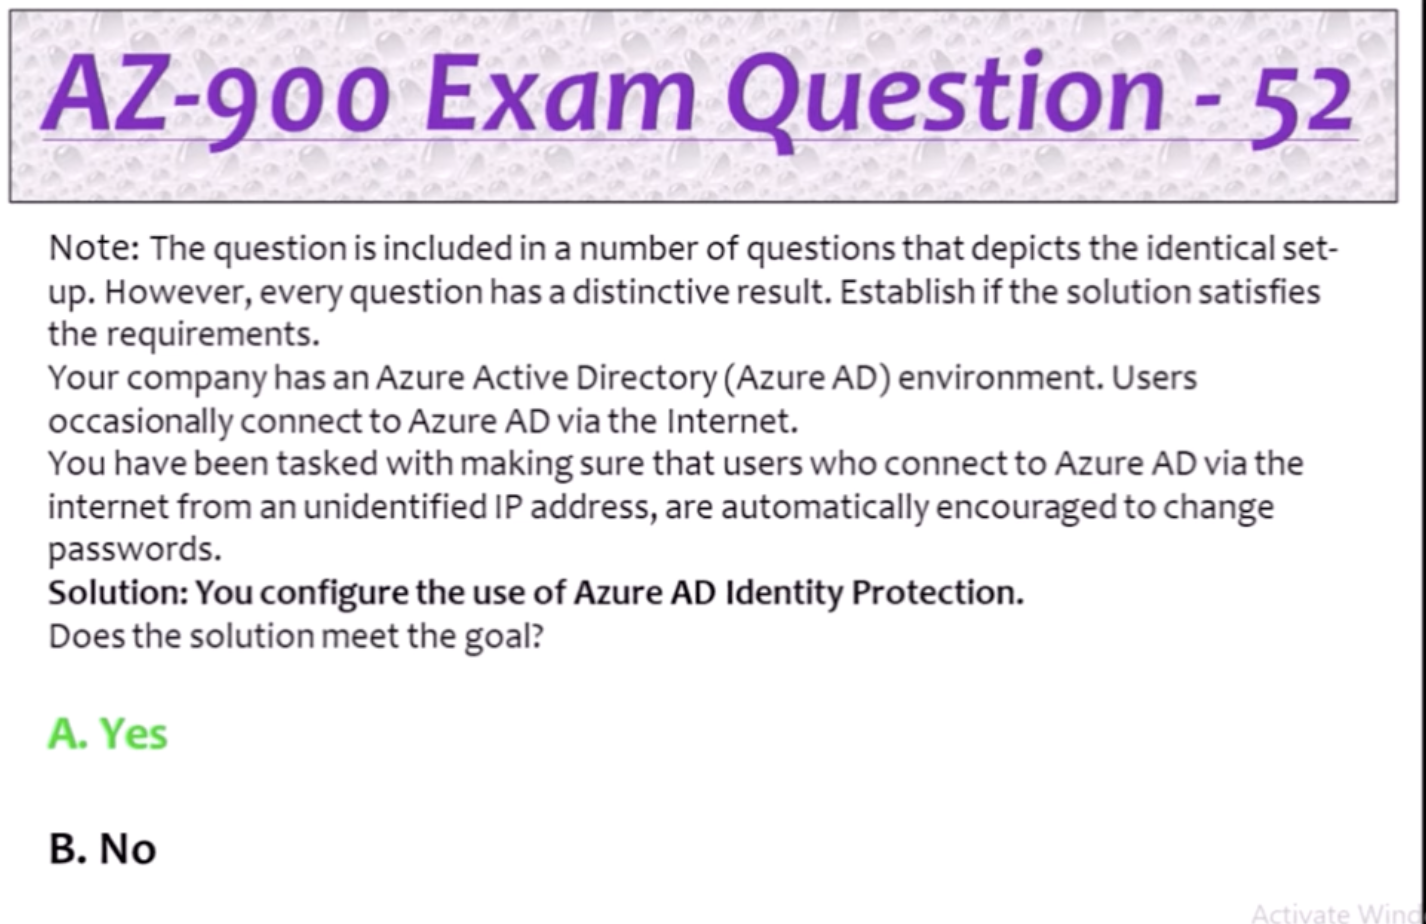 AZ-900 Exam Question - 52
Note: The question is included in a number of questions that depicts the identical set-
up. However, every question has a distinctive result. Establish if the solution satisfies
the requirements.
Your company has an Azure Active Directory (Azure AD) environment. Users
occasionally connect to Azure AD via the Internet.
You have been tasked with making sure that users who connect to Azure AD via the
internet from an unidentified IP address, are automatically encouraged to change
passwords.
Solution: You configure the use of Azure AD Identity Protection.
Does the solution meet the goal?
A. Yes
B. No
Activate Wind